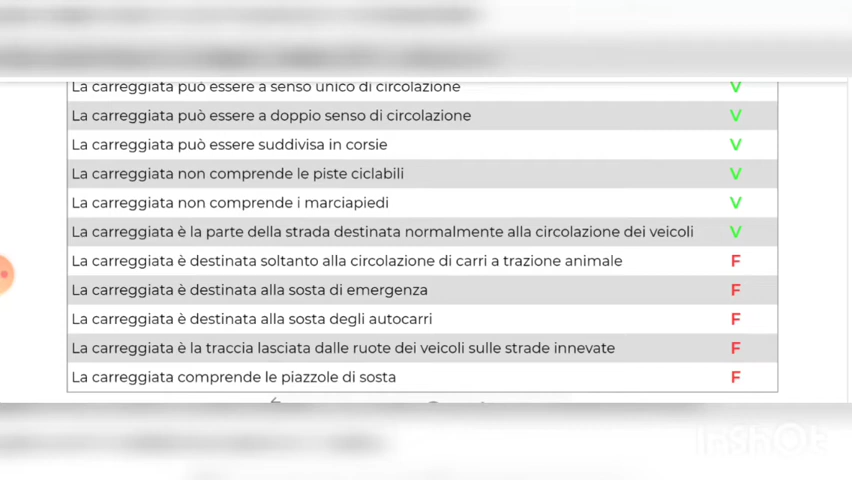 La carreggiata può essere a senso unico di circolazione V
La carreggiata può essere a doppio senso di circolazione V
La carreggiata può essere suddivisa in corsie V
La carreggiata non comprende le piste ciclabili V
La carreggiata non comprende i marciapiedi V
La carreggiata è la parte della strada destinata normalmente alla circolazione dei veicoli V
La carreggiata è destinata soltanto alla circolazione di carri a trazione animale F
La carreggiata è destinata alla sosta di emergenza F
La carreggiata è destinata alla sosta degli autocarri F
La carreggiata è la traccia lasciata dalle ruote dei veicoli sulle strade innevate F
La carreggiata comprende le piazzole di sosta F
InShOt